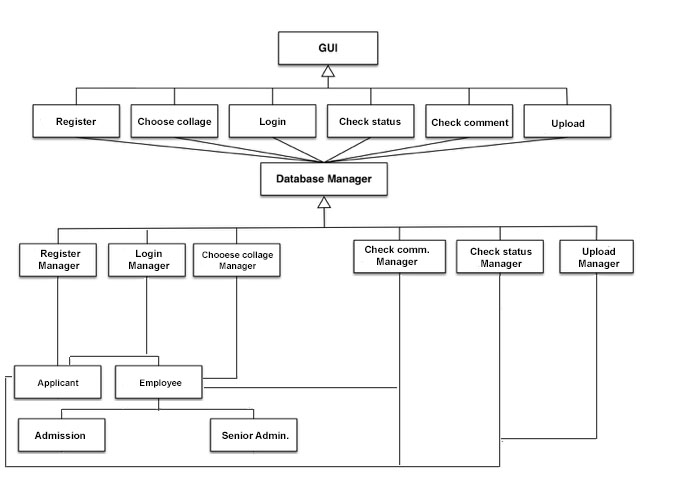 GUI
Register
Choose collage
Login
Check status
Check comment
Upload
Database Manager
Register
Manager
Login
Manager
Chooese collage
Manager
Check comm.
Manager
Check status
Manager
Upload
Manager
Applicant
Employee
Admission
Senior Admin.